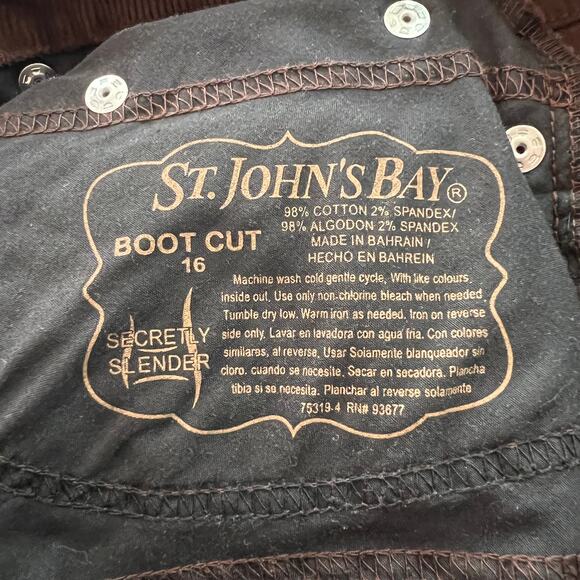 ST. JOHN'S BAY®
98% COTTON 2% SPANDEX/
98% ALGODON 2% SPANDEX
MADE IN BAHRAIN /
HECHO EN BAHREIN
BOOT CUT
16
SECRETLY
SLENDER
Machine wash cold gentle cycle, With like colours,
inside out, Use only non-chlorine bleach when needed,
Tumble dry low. Warm iron as needed. Iron on reverse
side only, Lavar en lavadora con agua fria. Con colores
similares, al reverse, Usar Solamente blanqueador sin
cloro. cuando se necesite, Secar en secadora. Plancha
tibia si se necesita. Planchar al reverse solamente
75319-4 RN# 93677